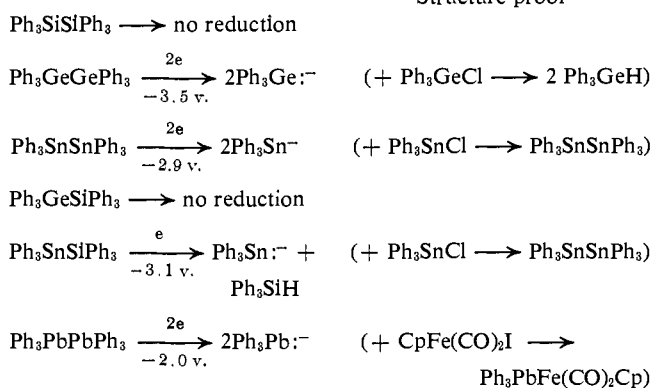 Structure proof
Ph₃SiSiPh₃ ⟶ no reduction
Ph₃GeGePh₃ 2e ⟶ −3.5 v. 2Ph₃Ge:⁻ (+ Ph₃GeCl ⟶ 2 Ph₃GeH)
Ph₃SnSnPh₃ 2e ⟶ −2.9 v. 2Ph₃Sn⁻ (+ Ph₃SnCl ⟶ Ph₃SnSnPh₃)
Ph₃GeSiPh₃ ⟶ no reduction
Ph₃SnSiPh₃ e ⟶ −3.1 v. Ph₃Sn:⁻ + (+ Ph₃SnCl ⟶ Ph₃SnSnPh₃)
Ph₃SiH
Ph₃PbPbPh₃ 2e ⟶ −2.0 v. 2Ph₃Pb:⁻ (+ CpFe(CO)₂I ⟶
Ph₃PbFe(CO)₂Cp)